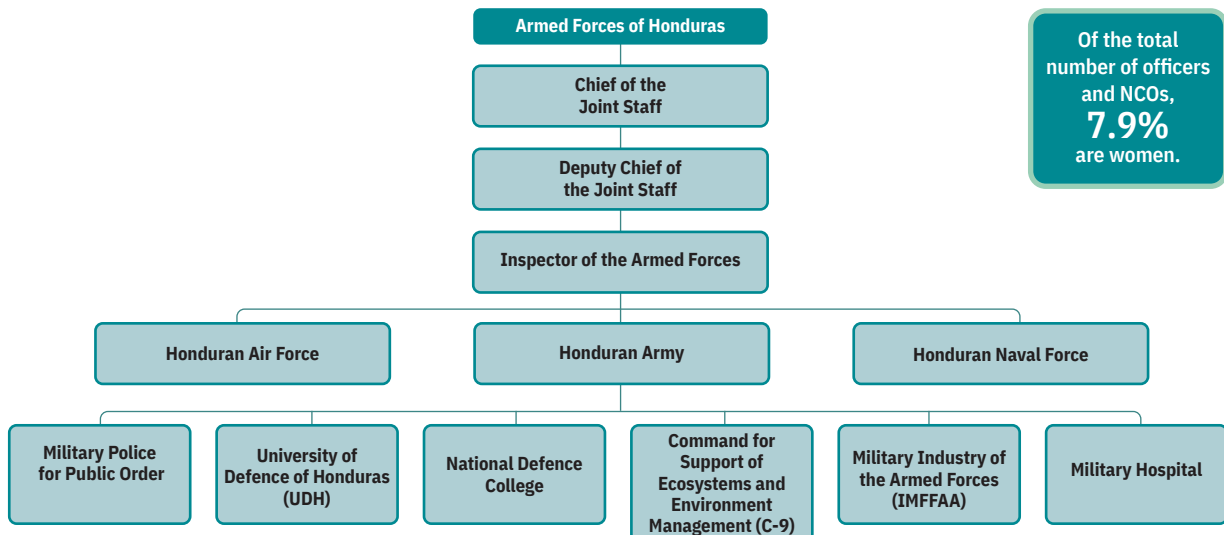 Armed Forces of Honduras
Of the total
number of officers
and NCOs,
7.9%
are women.
Chief of the
Joint Staff
Deputy Chief of
the Joint Staff
Inspector of the Armed Forces
Honduran Air Force
Honduran Army
Honduran Naval Force
Military Police
for Public Order
University of
Defence of Honduras
(UDH)
National Defence
College
Command for
Support of
Ecosystems and
Environment
Management (C-9)
Military Industry of
the Armed Forces
(IMFFAA)
Military Hospital